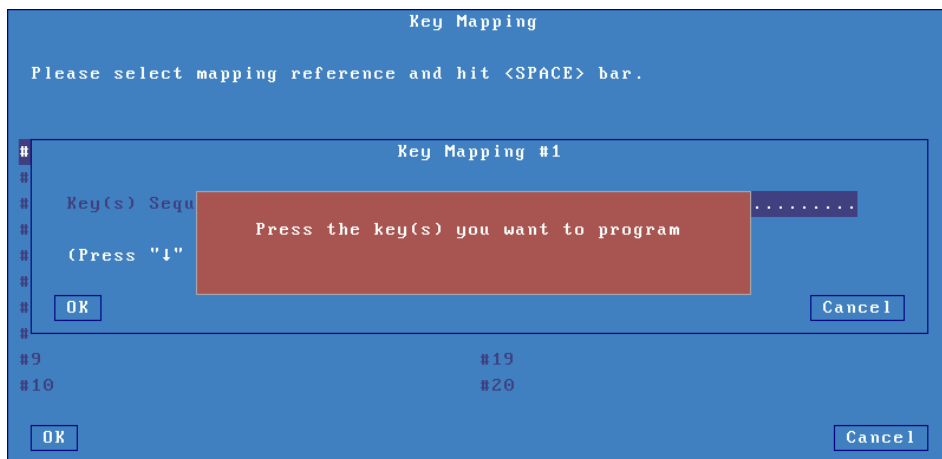 Key Mapping
Please select mapping reference and hit <SPACE> bar.
#
Key Mapping #1
#
# Key(s) Sequ .........
# Press the key(s) you want to program
# (Press "↓"
#
# OK Cancel
#
#9 #19
#10 #20
OK Cancel